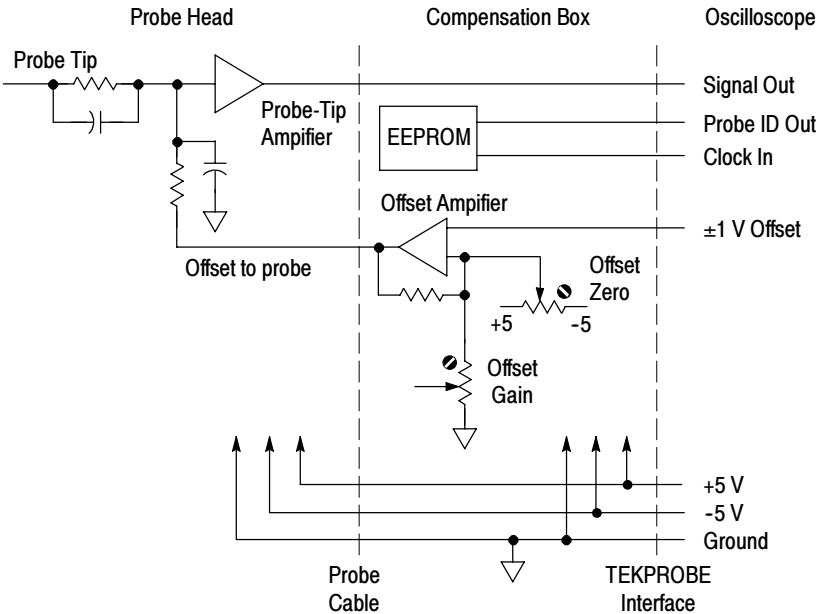 Probe Head
Compensation Box
Oscilloscope
Probe Tip
Signal Out
Probe-Tip
Ampifier
EEPROM
Probe ID Out
Clock In
Offset Ampifier
±1 V Offset
Offset to probe
Offset
Zero
+5
-5
Offset
Gain
+5 V
-5 V
Ground
Probe
Cable
TEKPROBE
Interface